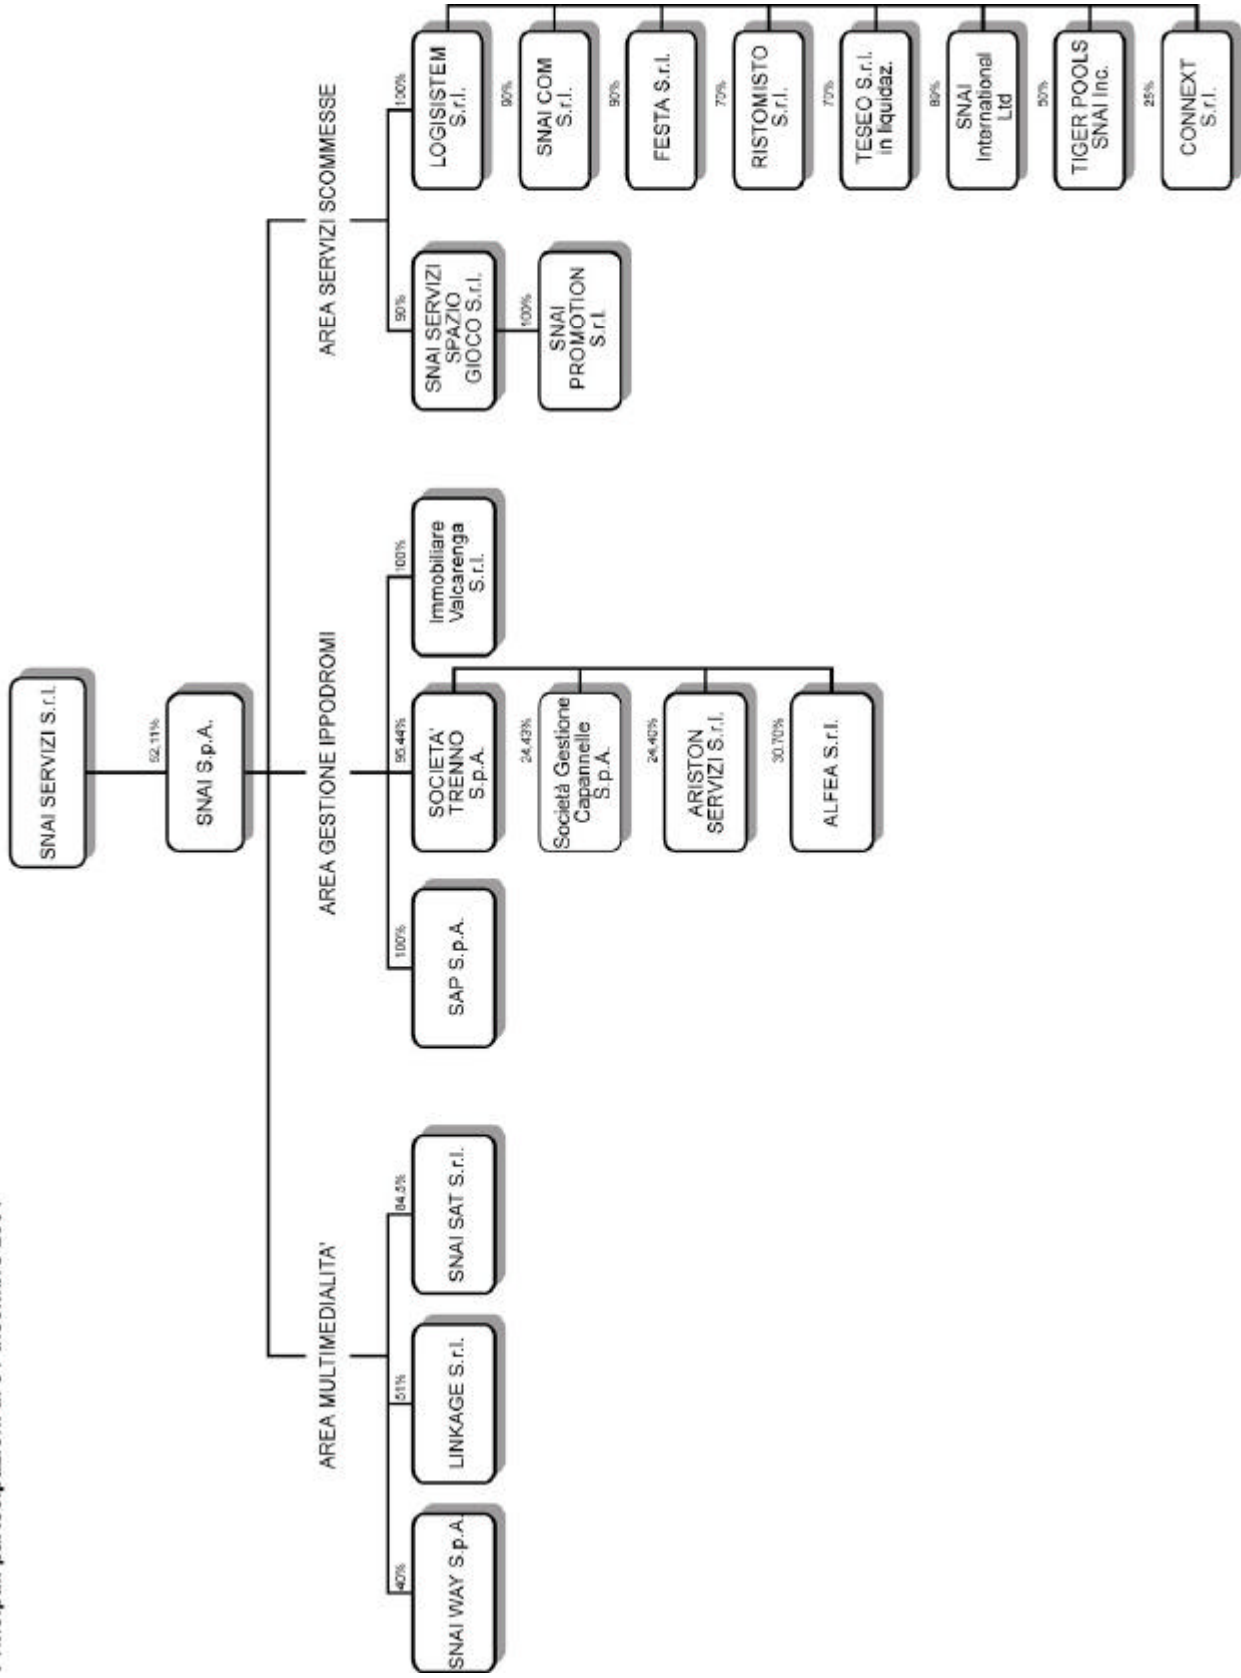 SNAI SERVIZI S.r.l.
52,11%
SNAI S.p.A.
AREA MULTIMEDIALITA'
40%
SNAI WAY S.p.A.
51%
LINKAGE S.r.l.
84.5%
SNAI SAT S.r.l.
AREA GESTIONE IPPODROMI
100%
SAP S.p.A.
95.44%
SOCIETA'
TRENNO
S.p.A.
24,43%
Società Gestione
Capannelle
S.p.A.
24,40%
ARISTON
SERVIZI S.r.l.
30.70%
ALFEA S.r.l.
100%
Immobiliare
Valcarenga
S.r.l.
AREA SERVIZI SCOMMESSE
90%
SNAI SERVIZI
SPAZIO
GIOCO S.r.l.
100%
SNAI
PROMOTION
S.r.l.
100%
LOGISISTEM
S.r.l.
90%
SNAI COM
S.r.l.
90%
FESTA S.r.l.
70%
RISTOMISTO
S.r.l.
70%
TESEO S.r.l.
in liquidaz.
89%
SNAI
International
Ltd
50%
TIGER POOLS
SNAI Inc.
25%
CONNEXT
S.r.l.